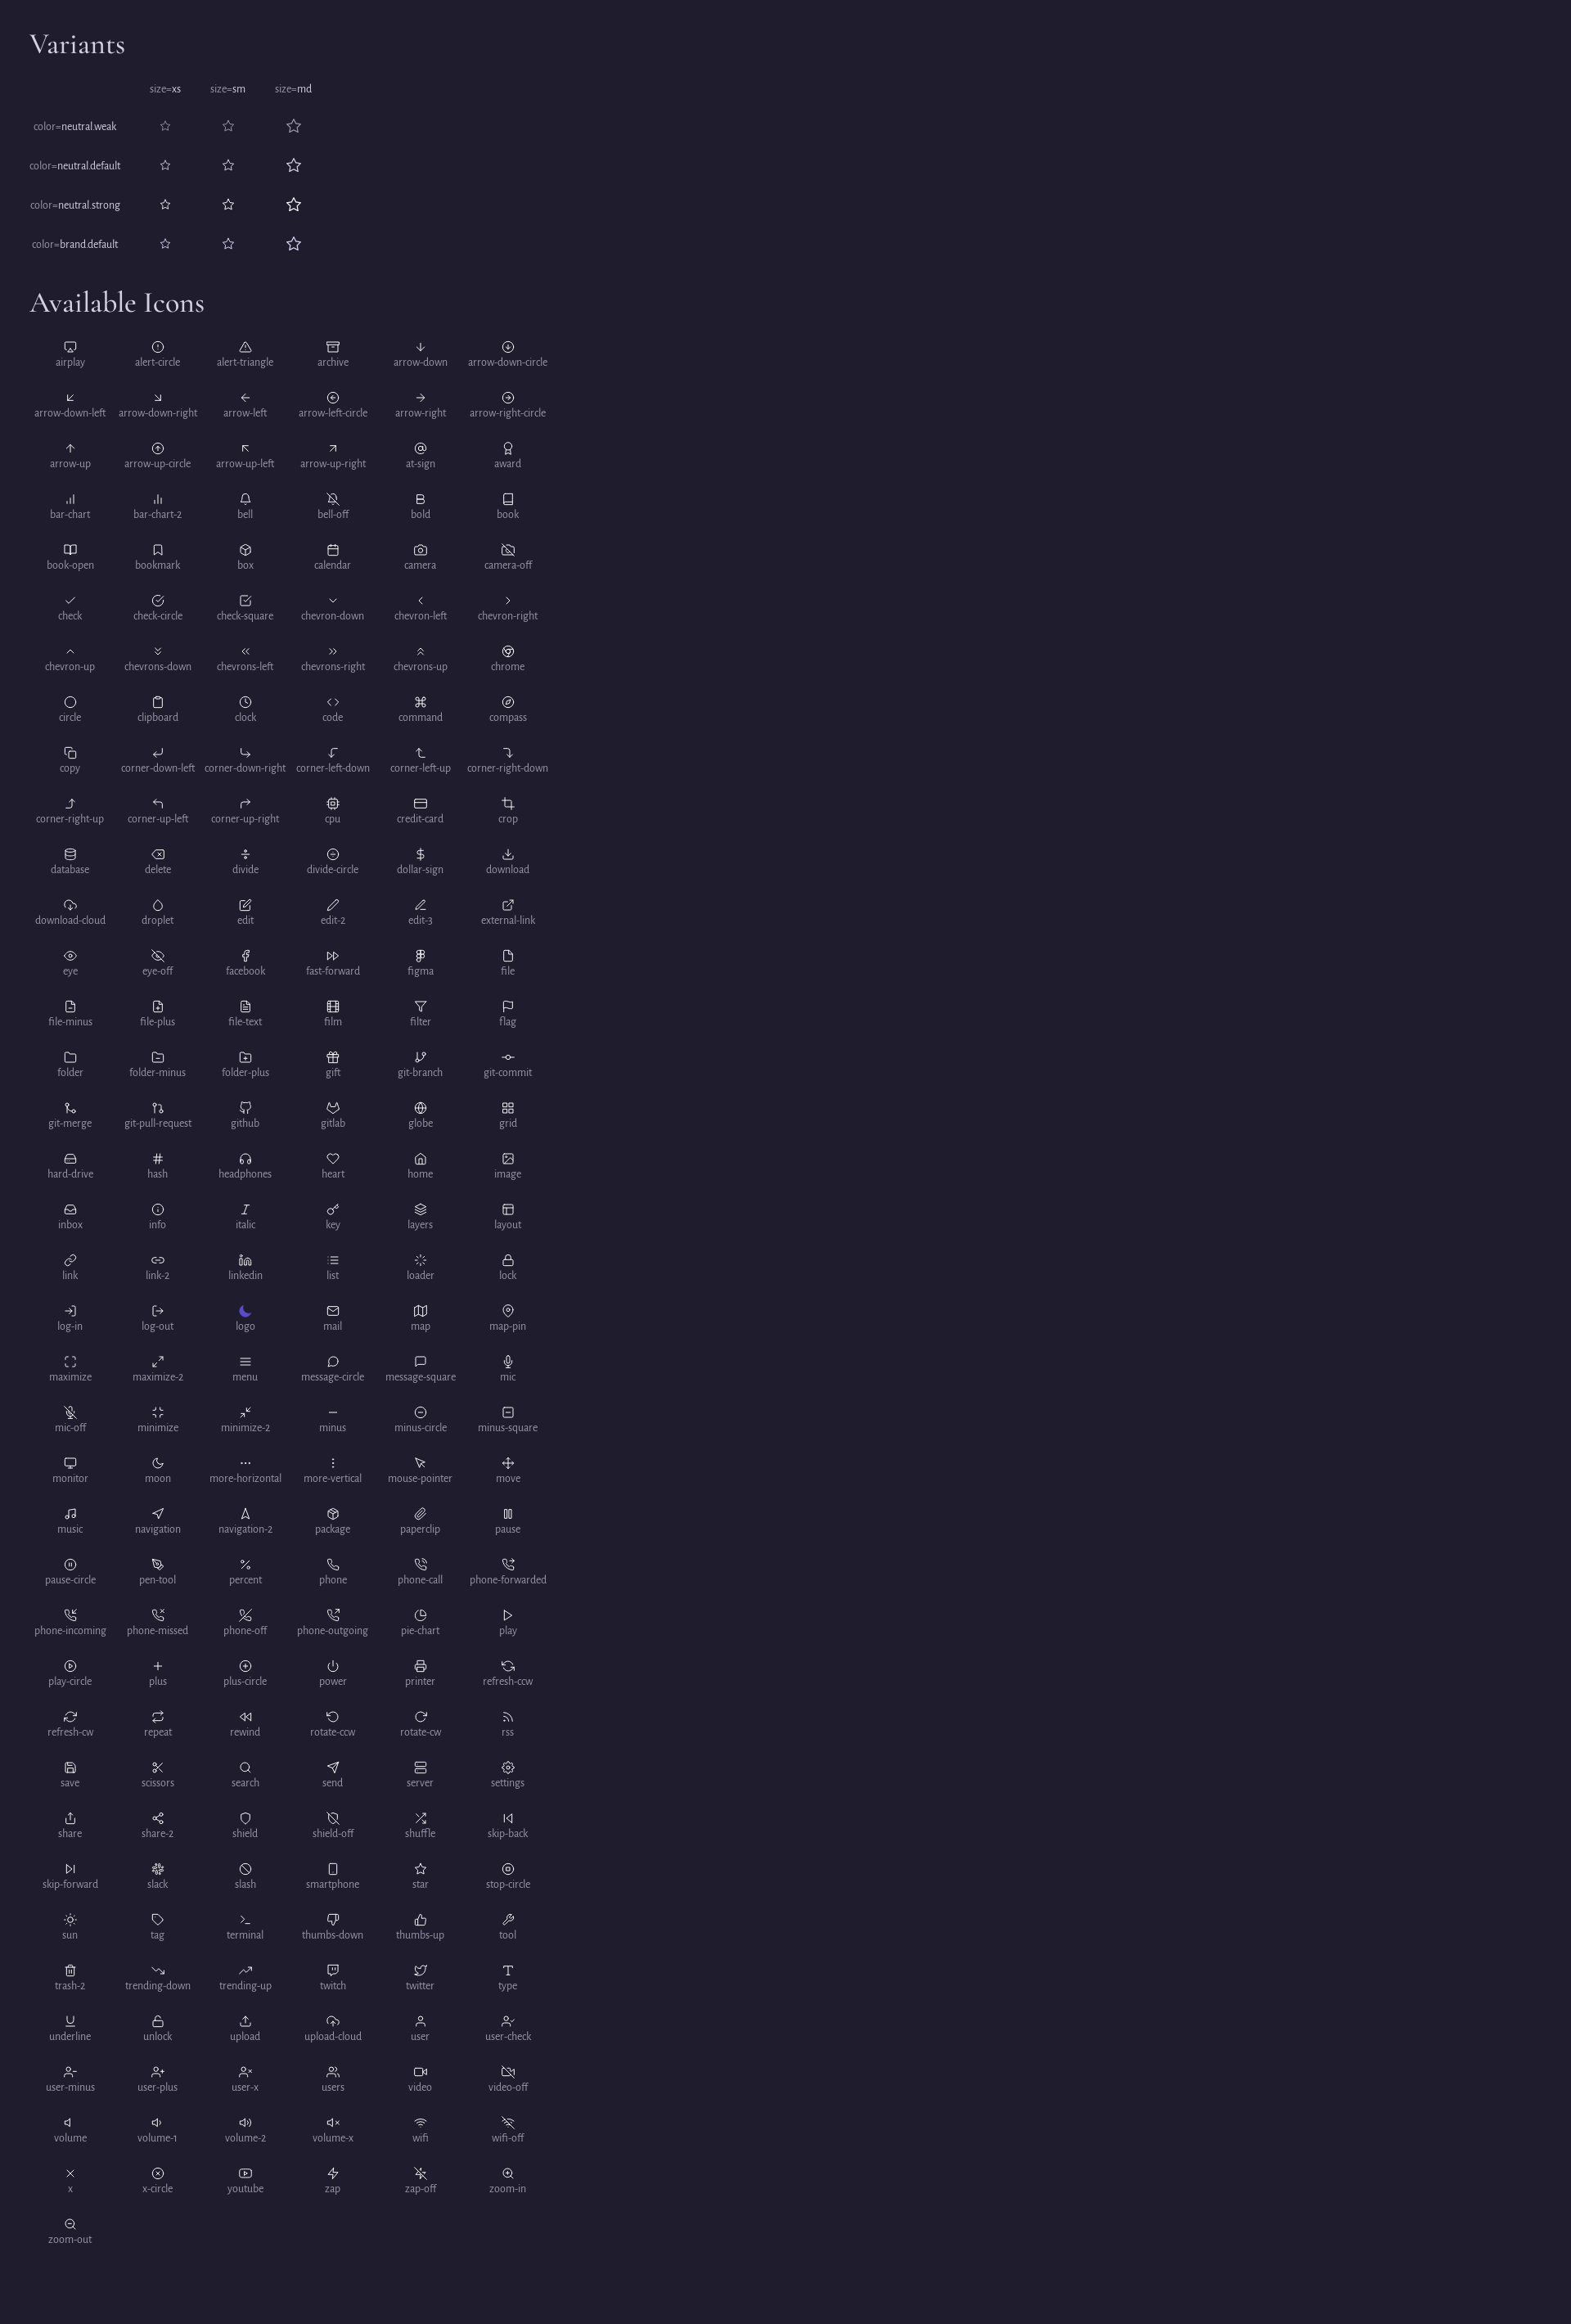 Variants
size=xs size=sm size=md
color=neutral.weak
color=neutral.default
color=neutral.strong
color=brand.default
Available Icons
airplay alert-circle alert-triangle archive arrow-down arrow-down-circle
arrow-down-left arrow-down-right arrow-left arrow-left-circle arrow-right arrow-right-circle
arrow-up arrow-up-circle arrow-up-left arrow-up-right at-sign award
bar-chart bar-chart-2 bell bell-off bold book
book-open bookmark box calendar camera camera-off
check check-circle check-square chevron-down chevron-left chevron-right
chevron-up chevrons-down chevrons-left chevrons-right chevrons-up chrome
circle clipboard clock code command compass
copy corner-down-left corner-down-right corner-left-down corner-left-up corner-right-down
corner-right-up corner-up-left corner-up-right cpu credit-card crop
database delete divide divide-circle dollar-sign download
download-cloud droplet edit edit-2 edit-3 external-link
eye eye-off facebook fast-forward figma file
file-minus file-plus file-text film filter flag
folder folder-minus folder-plus gift git-branch git-commit
git-merge git-pull-request github gitlab globe grid
hard-drive hash headphones heart home image
inbox info italic key layers layout
link link-2 linkedin list loader lock
log-in log-out logo mail map map-pin
maximize maximize-2 menu message-circle message-square mic
mic-off minimize minimize-2 minus minus-circle minus-square
monitor moon more-horizontal more-vertical mouse-pointer move
music navigation navigation-2 package paperclip pause
pause-circle pen-tool percent phone phone-call phone-forwarded
phone-incoming phone-missed phone-off phone-outgoing pie-chart play
play-circle plus plus-circle power printer refresh-ccw
refresh-cw repeat rewind rotate-ccw rotate-cw rss
save scissors search send server settings
share share-2 shield shield-off shuffle skip-back
skip-forward slack slash smartphone star stop-circle
sun tag terminal thumbs-down thumbs-up tool
trash-2 trending-down trending-up twitch twitter type
underline unlock upload upload-cloud user user-check
user-minus user-plus user-x users video video-off
volume volume-1 volume-2 volume-x wifi wifi-off
x x-circle youtube zap zap-off zoom-in
zoom-out